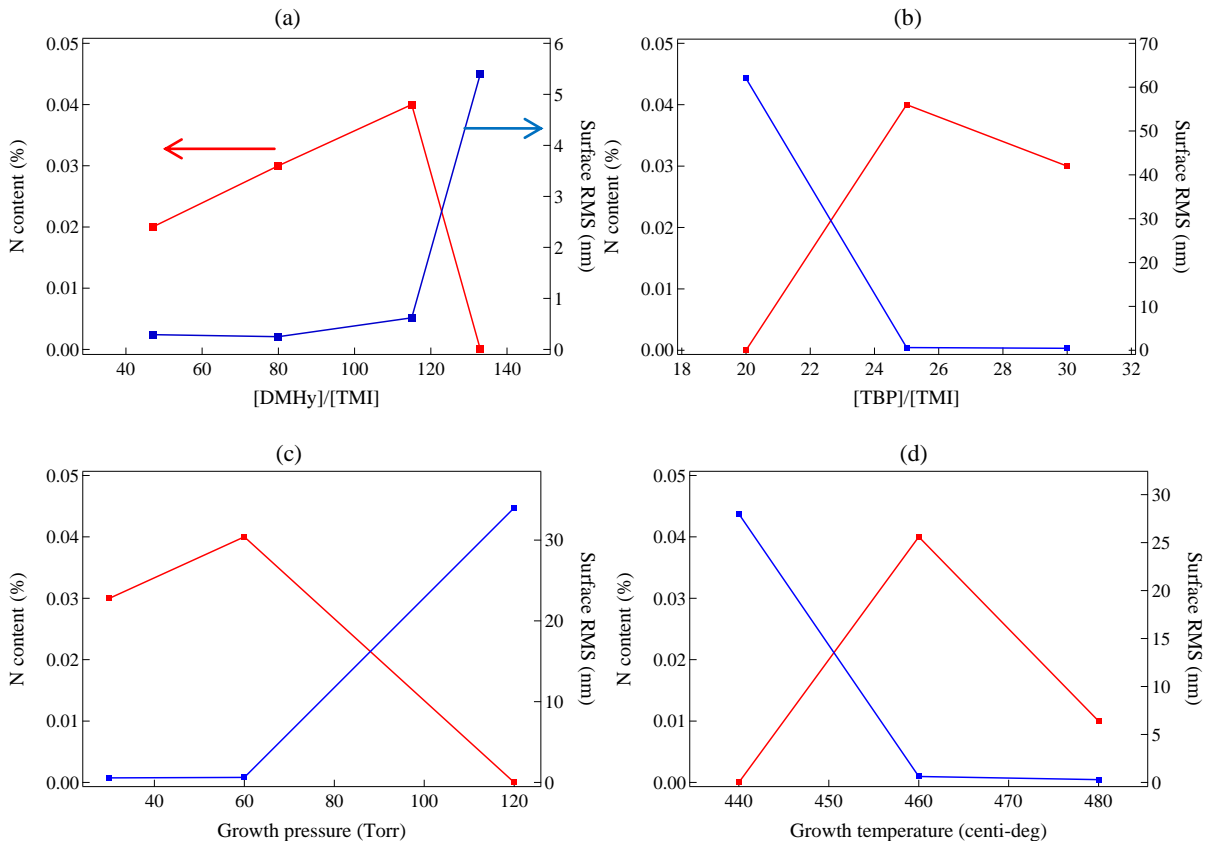 (a)
0.05
0.04
0.03
0.02
0.01
0.00
N content (%)
6
5
4
3
2
1
0
Surface RMS (nm)
40 60 80 100 120 140
[DMHy]/[TMI]
(b)
0.05
0.04
0.03
0.02
0.01
0.00
N content (%)
70
60
50
40
30
20
10
0
Surface RMS (nm)
18 20 22 24 26 28 30 32
[TBP]/[TMI]
(c)
0.05
0.04
0.03
0.02
0.01
0.00
N content (%)
30
20
10
0
Surface RMS (nm)
40 60 80 100 120
Growth pressure (Torr)
(d)
0.05
0.04
0.03
0.02
0.01
0.00
N content (%)
30
25
20
15
10
5
0
Surface RMS (nm)
440 450 460 470 480
Growth temperature (centi-deg)